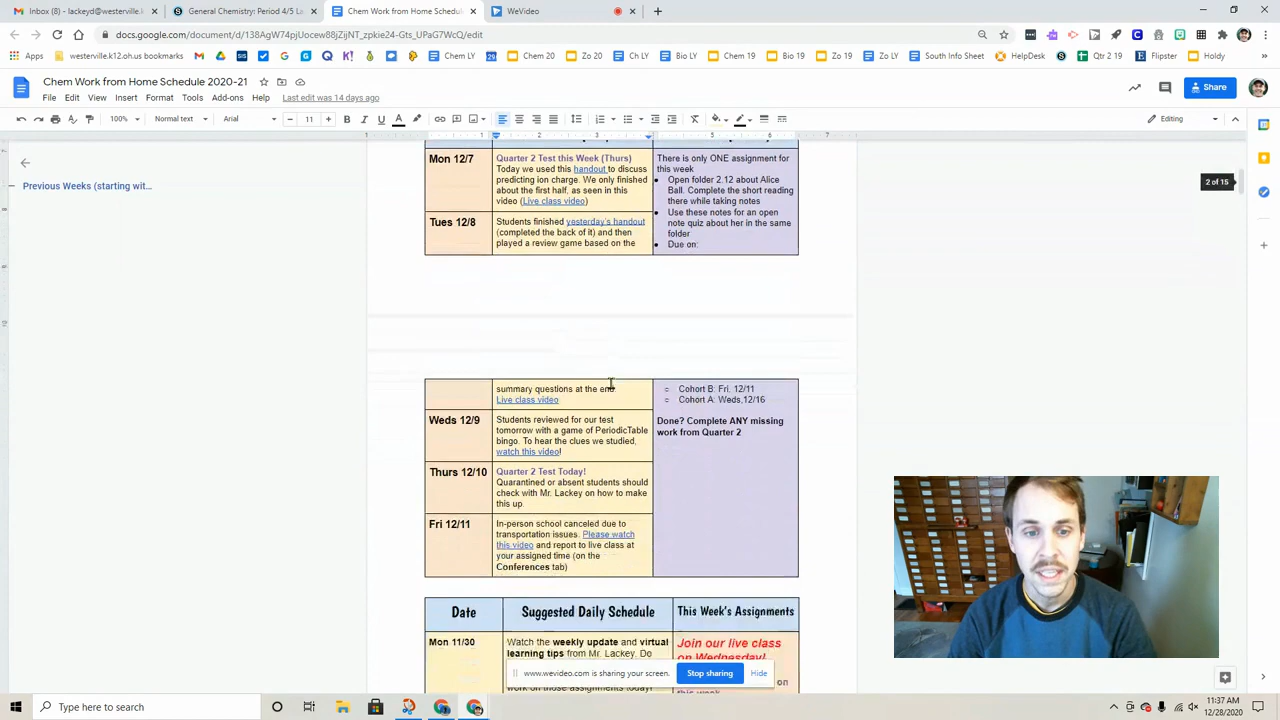 Inbox (9) - lackeyd@westerville.k
General Chemistry Period 4/5 La
Chem Work from Home Schedule
WeVideo
docs.google.com/document/d/138AgW74pjUocew88jZijNT_zpkie24-Gts_UPaG7WcQ/edit
Apps
westerville.k12.oh.us bookmarks
Chem 20
Zo 20
Ch LY
Bio LY
Chem 19
Bio 19
Zo 19
Zo LY
South Info Sheet
HelpDesk
Qtr 2 19
Flipster
Holdy
Chem Work from Home Schedule 2020-21
File Edit View Insert Format Tools Add-ons Help Last edit was 14 days ago
Share
100%
Normal text
Arial
11
Editing
Previous Weeks (starting wit...
2 of 15
Mon 12/7
Quarter 2 Test this Week (Thurs)
Today we used this handout to discuss
predicting ion charge. We only finished
about the first half, as seen in this
video (Live class video)
There is only ONE assignment for
this week
Open folder 2.12 about Alice
Ball. Complete the short reading
there while taking notes
Use these notes for an open
note quiz about her in the same
folder
Due on:
Tues 12/8
Students finished yesterday's handout
(completed the back of it) and then
played a review game based on the
summary questions at the end
Live class video
Cohort B: Fri. 12/11
Cohort A: Weds,12/16
Done? Complete ANY missing
work from Quarter 2
Weds 12/9
Students reviewed for our test
tomorrow with a game of PeriodicTable
bingo. To hear the clues we studied,
watch this video!
Thurs 12/10
Quarter 2 Test Today!
Quarantined or absent students should
check with Mr. Lackey on how to make
this up.
Fri 12/11
In-person school canceled due to
transportation issues. Please watch
this video and report to live class at
your assigned time (on the
Conferences tab)
Date
Suggested Daily Schedule
This Week's Assignments
Mon 11/30
Watch the weekly update and virtual
learning tips from Mr. Lackey. Do
work on those assignments today!
Join our live class
on Wednesday!
on
this week
www.wevideo.com is sharing your screen.
Stop sharing
Hide
Type here to search
11:37 AM
12/28/2020